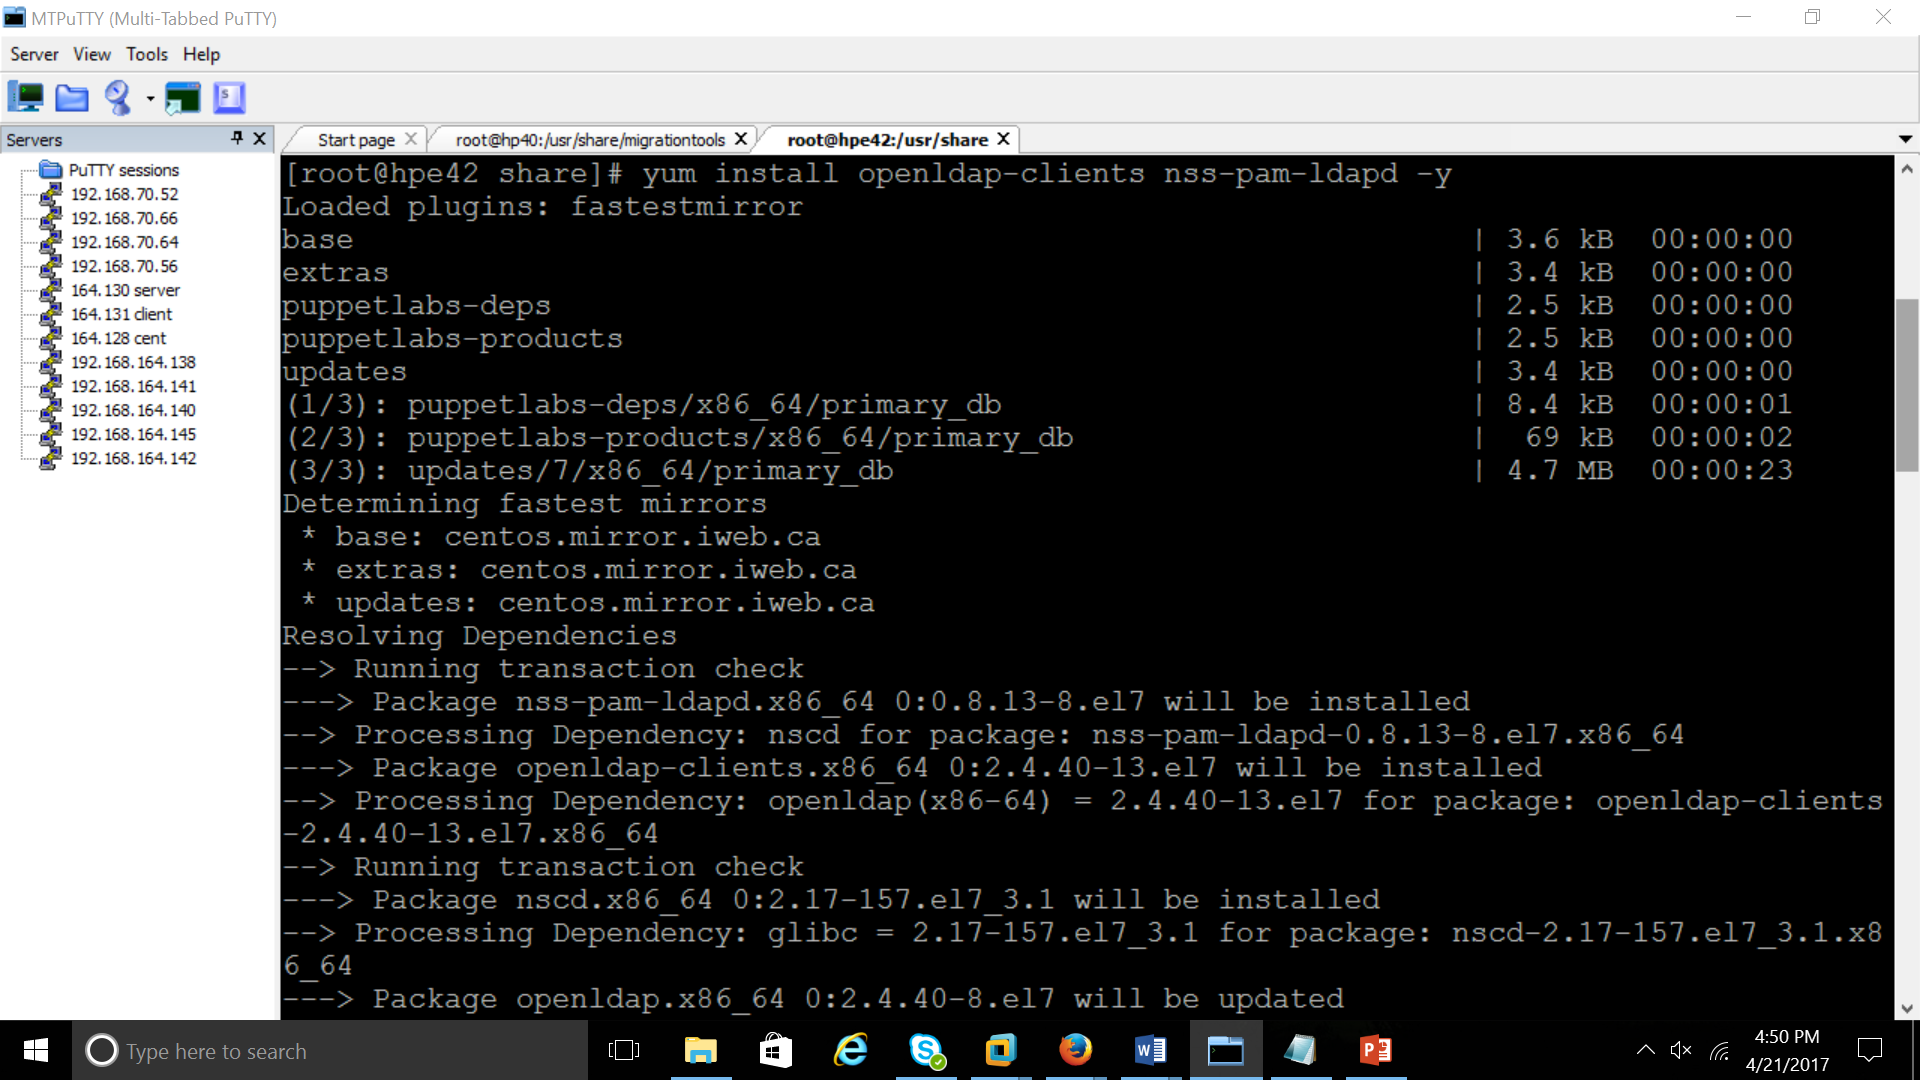 MTPuTTY (Multi-Tabbed PuTTY)
Server View Tools Help
Servers
PuTTY sessions
192.168.70.52
192.168.70.66
192.168.70.64
192.168.70.56
164.130 server
164.131 client
164.128 cent
192.168.164.138
192.168.164.141
192.168.164.140
192.168.164.145
192.168.164.142
Start page root@hp40:/usr/share/migrationtools root@hpe42:/usr/share
[root@hpe42 share]# yum install openldap-clients nss-pam-ldapd -y
Loaded plugins: fastestmirror
base | 3.6 kB 00:00:00
extras | 3.4 kB 00:00:00
puppetlabs-deps | 2.5 kB 00:00:00
puppetlabs-products | 2.5 kB 00:00:00
updates | 3.4 kB 00:00:00
(1/3): puppetlabs-deps/x86_64/primary_db | 8.4 kB 00:00:01
(2/3): puppetlabs-products/x86_64/primary_db | 69 kB 00:00:02
(3/3): updates/7/x86_64/primary_db | 4.7 MB 00:00:23
Determining fastest mirrors
* base: centos.mirror.iweb.ca
* extras: centos.mirror.iweb.ca
* updates: centos.mirror.iweb.ca
Resolving Dependencies
--> Running transaction check
---> Package nss-pam-ldapd.x86_64 0:0.8.13-8.el7 will be installed
--> Processing Dependency: nscd for package: nss-pam-ldapd-0.8.13-8.el7.x86_64
---> Package openldap-clients.x86_64 0:2.4.40-13.el7 will be installed
--> Processing Dependency: openldap(x86-64) = 2.4.40-13.el7 for package: openldap-clients
-2.4.40-13.el7.x86_64
--> Running transaction check
---> Package nscd.x86_64 0:2.17-157.el7_3.1 will be installed
--> Processing Dependency: glibc = 2.17-157.el7_3.1 for package: nscd-2.17-157.el7_3.1.x8
6_64
---> Package openldap.x86_64 0:2.4.40-8.el7 will be updated
Type here to search
4:50 PM
4/21/2017